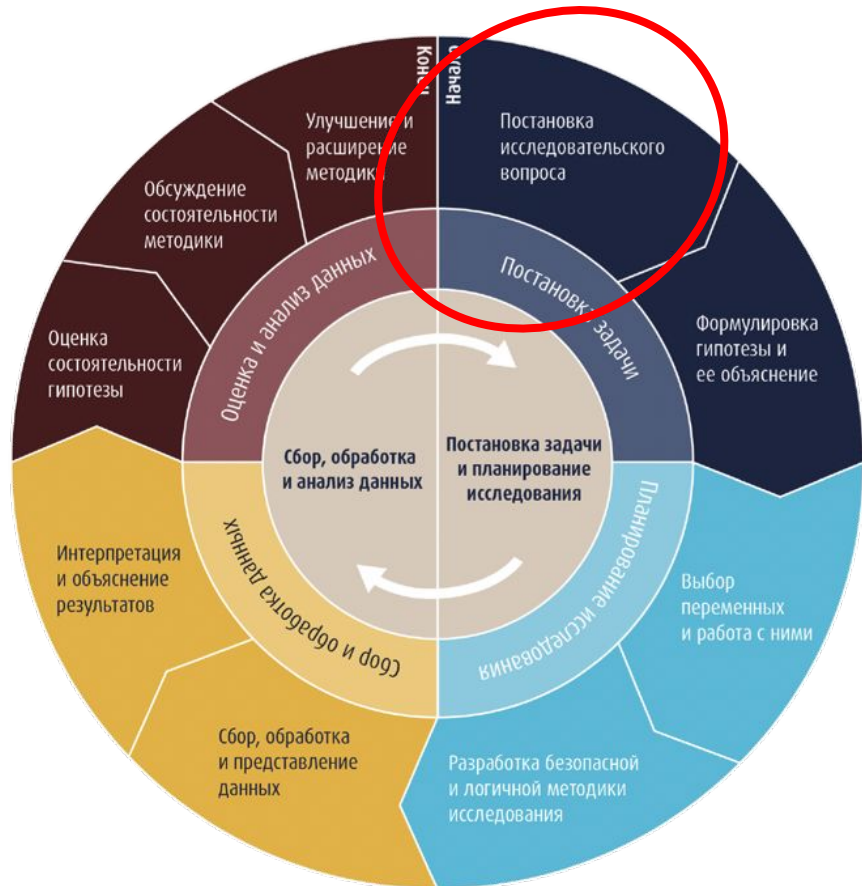 Конец
Начало
Постановка
исследовательского
вопроса
Формулировка
гипотезы и
ее объяснение
Выбор
переменных
и работа с ними
Разработка безопасной
и логичной методики
исследования
Сбор, обработка
и представление
данных
Интерпретация
и объяснение
результатов
Оценка
состоятельности
гипотезы
Обсуждение
состоятельности
методики
Улучшение и
расширение
методики
Постановка задачи
Планирование исследования
Сбор и обработка данных
Оценка и анализ данных
Сбор, обработка
и анализ данных
Постановка задачи
и планирование
исследования